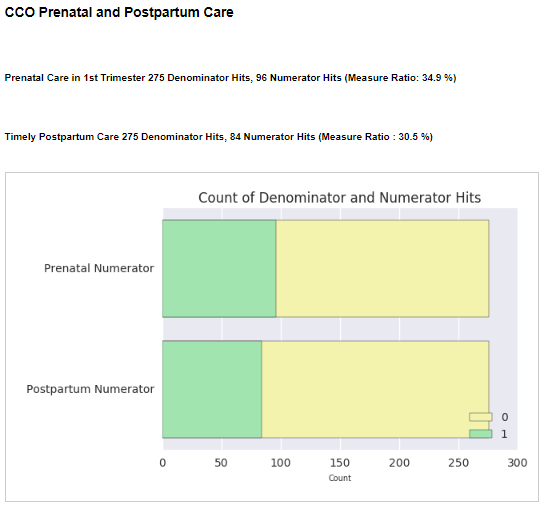 CCO Prenatal and Postpartum Care
Prenatal Care in 1st Trimester 275 Denominator Hits, 96 Numerator Hits (Measure Ratio: 34.9 %)
Timely Postpartum Care 275 Denominator Hits, 84 Numerator Hits (Measure Ratio : 30.5 %)
Count of Denominator and Numerator Hits
Prenatal Numerator
Postpartum Numerator
0
1
0 50 100 150 200 250 300
Count